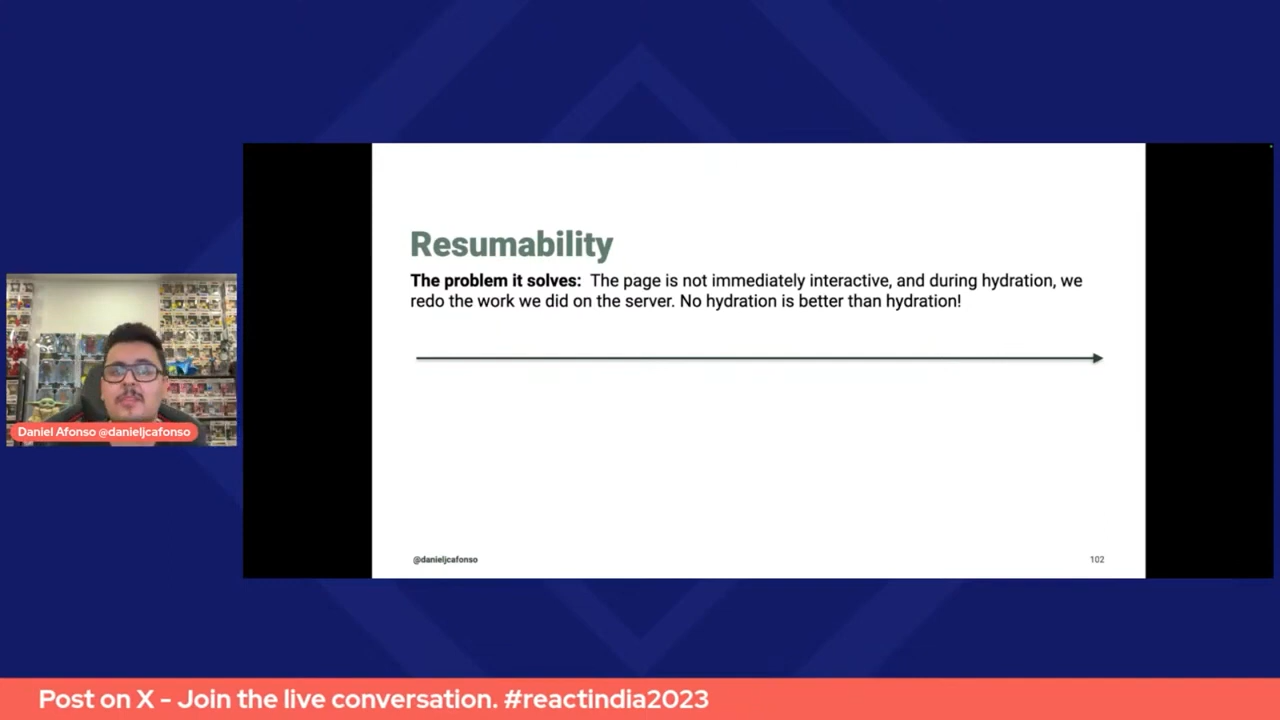 Resumability
The problem it solves: The page is not immediately interactive, and during hydration, we
redo the work we did on the server. No hydration is better than hydration!
Daniel Afonso @danieljcafonso
@danieljcafonso
102
Post on X - Join the live conversation. #reactindia2023